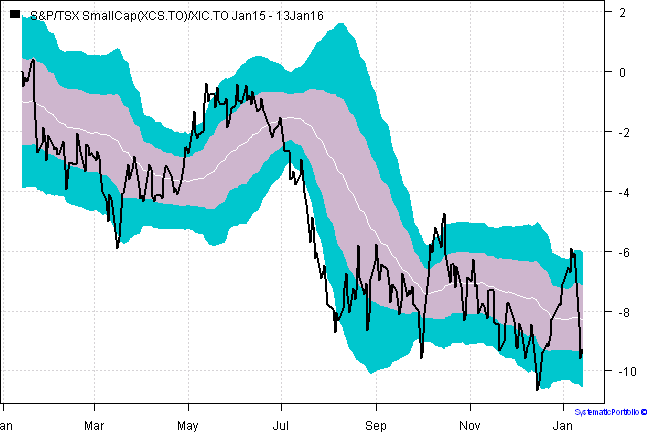 S&P/TSX SmallCap(XCS.TO)/XIC.TO Jan15 - 13Jan16
2
0
-2
-4
-6
-8
-10
an Mar May Jul Sep Nov Jan
SystematicPortfolio ©